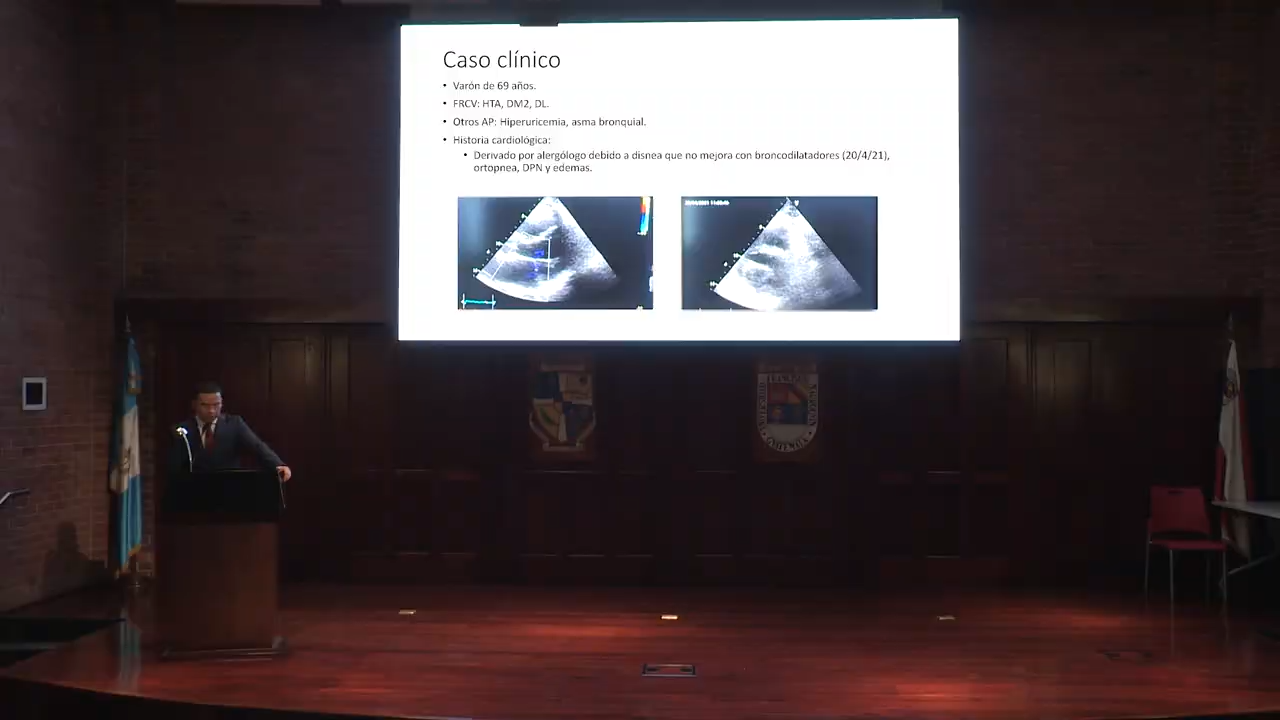 Caso clínico
• Varón de 69 años.
• FRCV: HTA, DM2, DL.
• Otros AP: Hiperuricemia, asma bronquial.
• Historia cardiológica:
• Derivado por alergólogo debido a disnea que no mejora con broncodilatadores (20/4/21),
ortopnea, DPN y edemas.